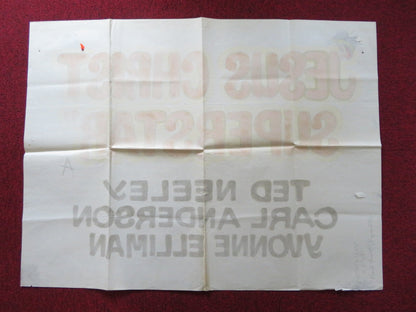 "JESUS CHRIST
SUPERSTAR"
TED NEELEY
CARL ANDERSON
YVONNE ELLIMAN